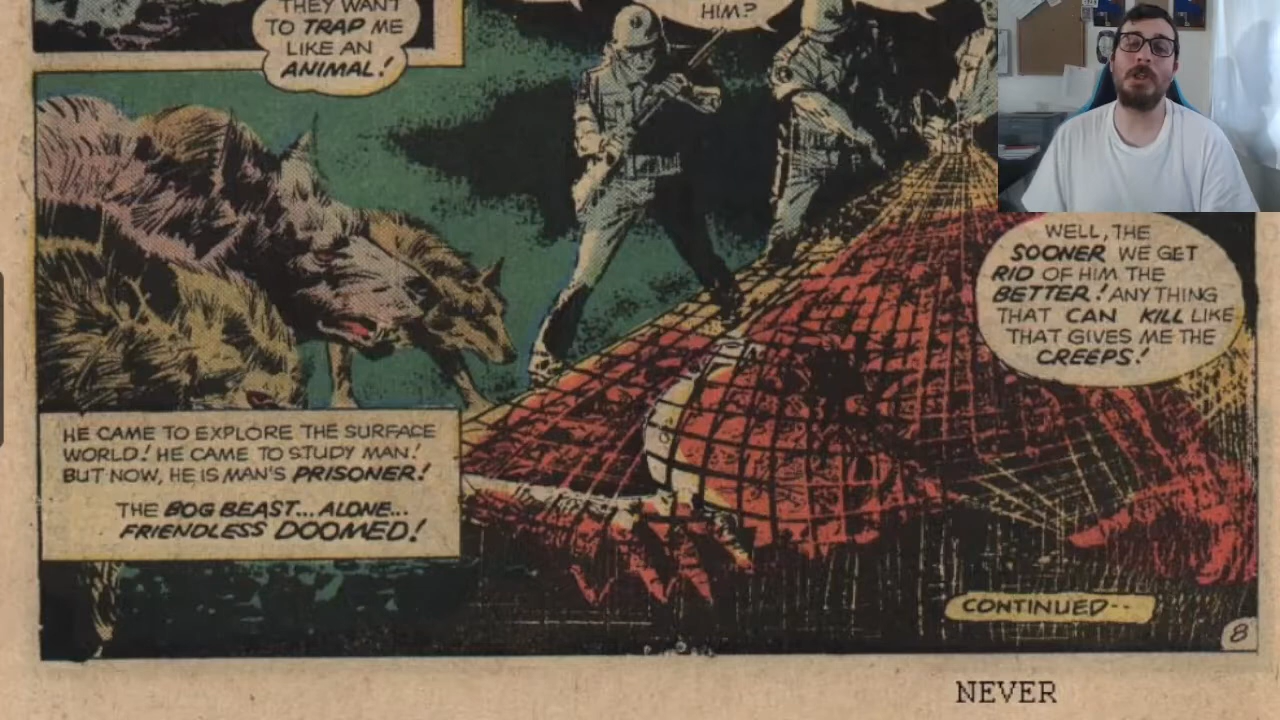 THEY WANT
TO TRAP ME
LIKE AN
ANIMAL!
HIM?
WELL, THE
SOONER WE GET
RID OF HIM THE
BETTER! ANYTHING
THAT CAN KILL LIKE
THAT GIVES ME THE
CREEPS!
HE CAME TO EXPLORE THE SURFACE
WORLD! HE CAME TO STUDY MAN!
BUT NOW, HE IS MAN'S PRISONER!
THE BOG BEAST... ALONE...
FRIENDLESS DOOMED!
CONTINUED--
8
NEVER